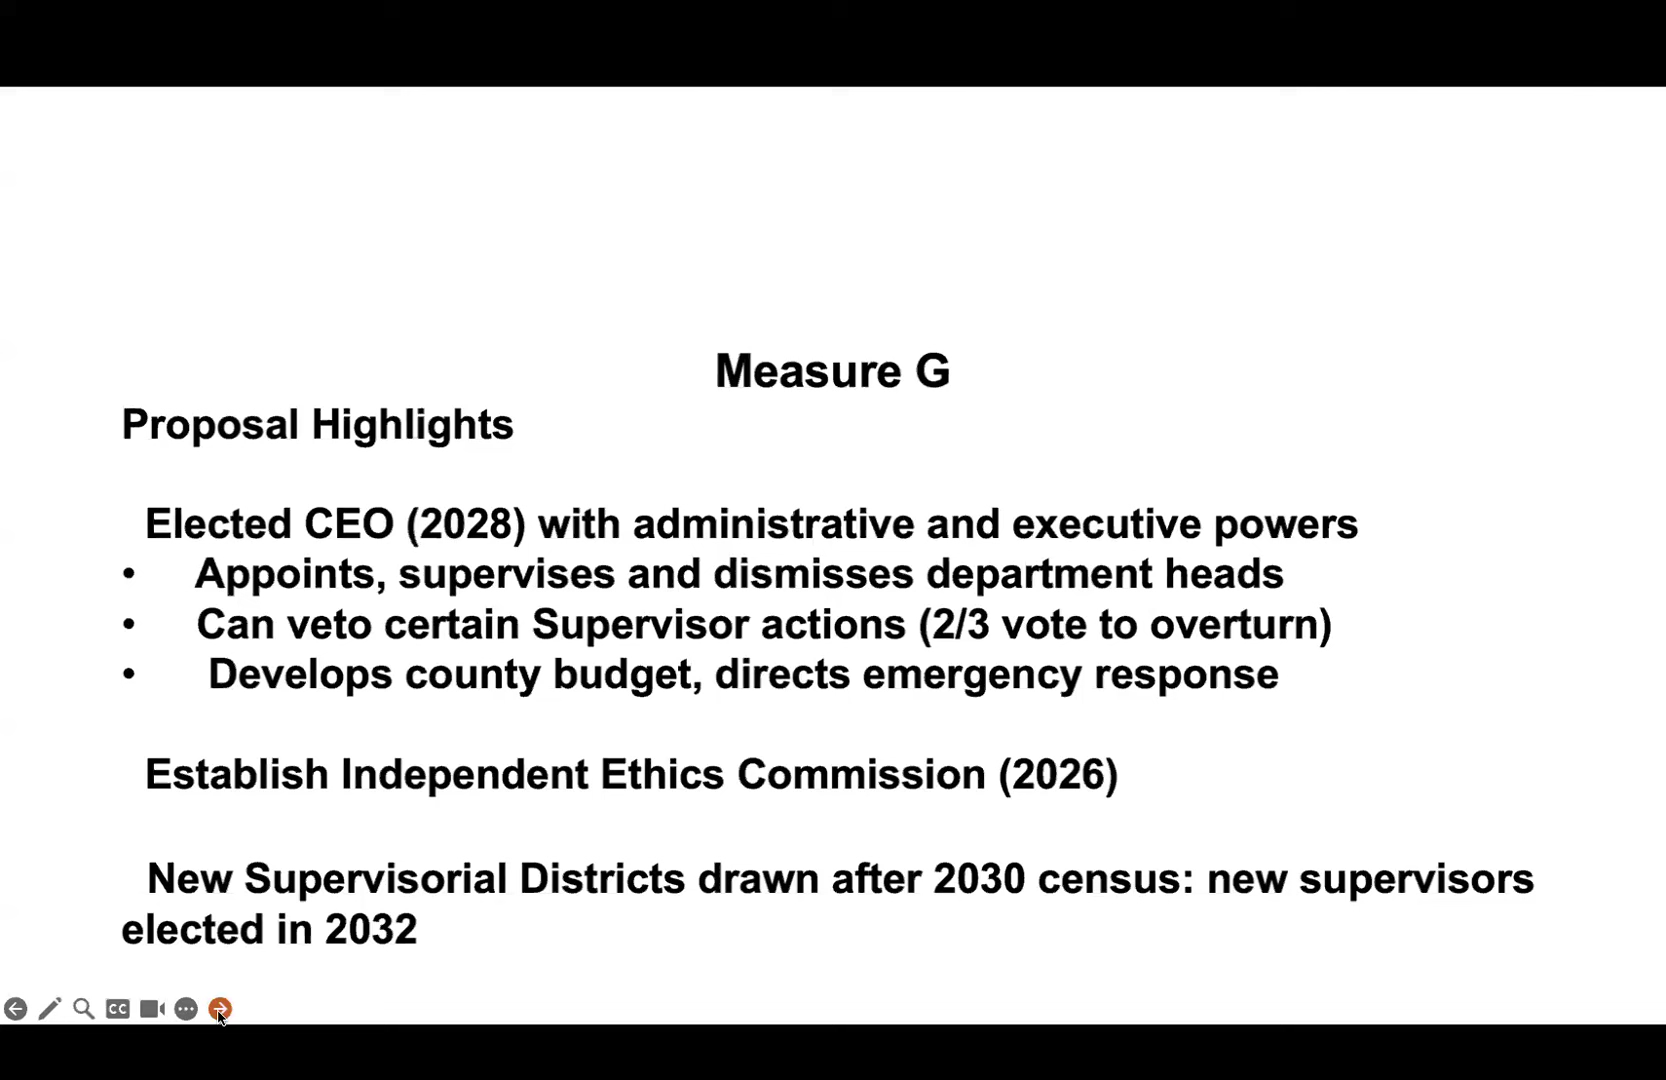 Measure G
Proposal Highlights
Elected CEO (2028) with administrative and executive powers
• Appoints, supervises and dismisses department heads
• Can veto certain Supervisor actions (2/3 vote to overturn)
• Develops county budget, directs emergency response
Establish Independent Ethics Commission (2026)
New Supervisorial Districts drawn after 2030 census: new supervisors
elected in 2032
CC